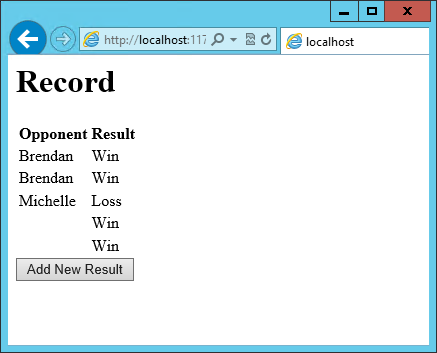 http://localhost:117
localhost
Record
Opponent Result
Brendan Win
Brendan Win
Michelle Loss
Win
Win
Add New Result